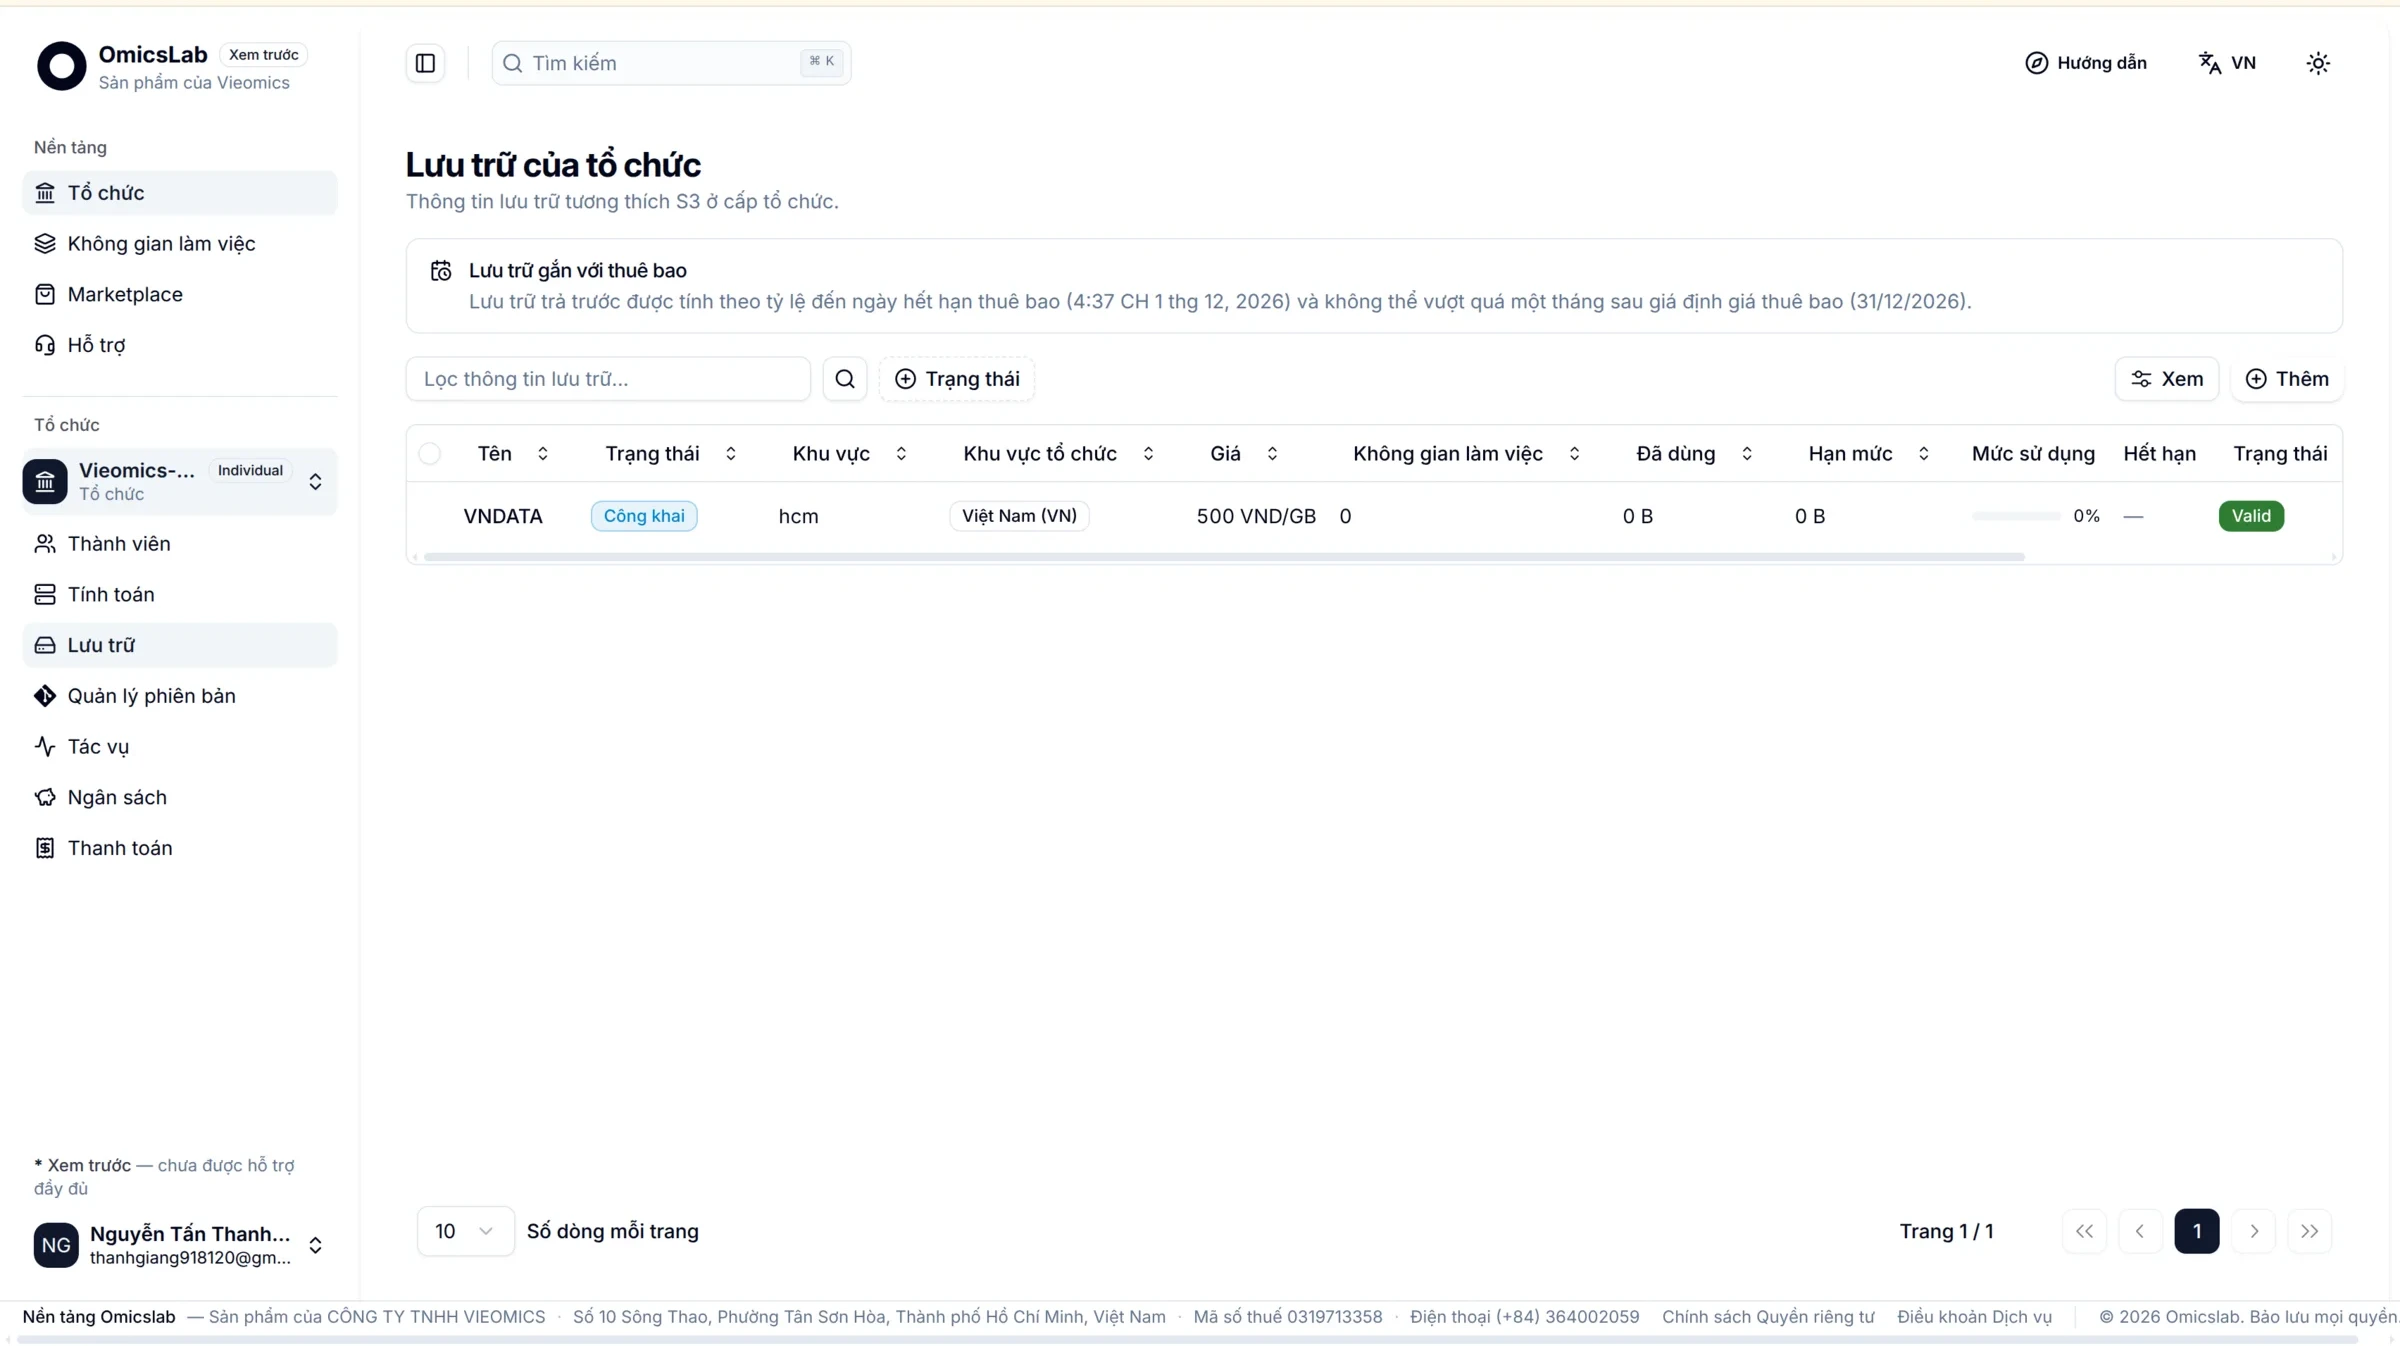 OmicsLab Xem trước
Sản phẩm của Vieomics
Tìm kiếm ⌘ K
Hướng dẫn
VN
Nền tảng
Tổ chức
Không gian làm việc
Marketplace
Hỗ trợ
Tổ chức
Vieomics-... Individual
Tổ chức
Thành viên
Tính toán
Lưu trữ
Quản lý phiên bản
Tác vụ
Ngân sách
Thanh toán
* Xem trước — chưa được hỗ trợ
đầy đủ
NG
Nguyễn Tấn Thanh...
thanhgiang918120@gm...
Lưu trữ của tổ chức
Thông tin lưu trữ tương thích S3 ở cấp tổ chức.
Lưu trữ gắn với thuê bao
Lưu trữ trả trước được tính theo tỷ lệ đến ngày hết hạn thuê bao (4:37 CH 1 thg 12, 2026) và không thể vượt quá một tháng sau giá định giá thuê bao (31/12/2026).
Lọc thông tin lưu trữ...
Trạng thái
Xem
Thêm
Tên Trạng thái Khu vực Khu vực tổ chức Giá Không gian làm việc Đã dùng Hạn mức Mức sử dụng Hết hạn Trạng thái
VNDATA Công khai hcm Việt Nam (VN) 500 VND/GB 0 0 B 0 B 0% — Valid
10 Số dòng mỗi trang
Trang 1 / 1
1
Nền tảng Omicslab — Sản phẩm của CÔNG TY TNHH VIEOMICS · Số 10 Sông Thao, Phường Tân Sơn Hòa, Thành phố Hồ Chí Minh, Việt Nam · Mã số thuế 0319713358 · Điện thoại (+84) 364002059 Chính sách Quyền riêng tư Điều khoản Dịch vụ © 2026 Omicslab. Bảo lưu mọi quyền.